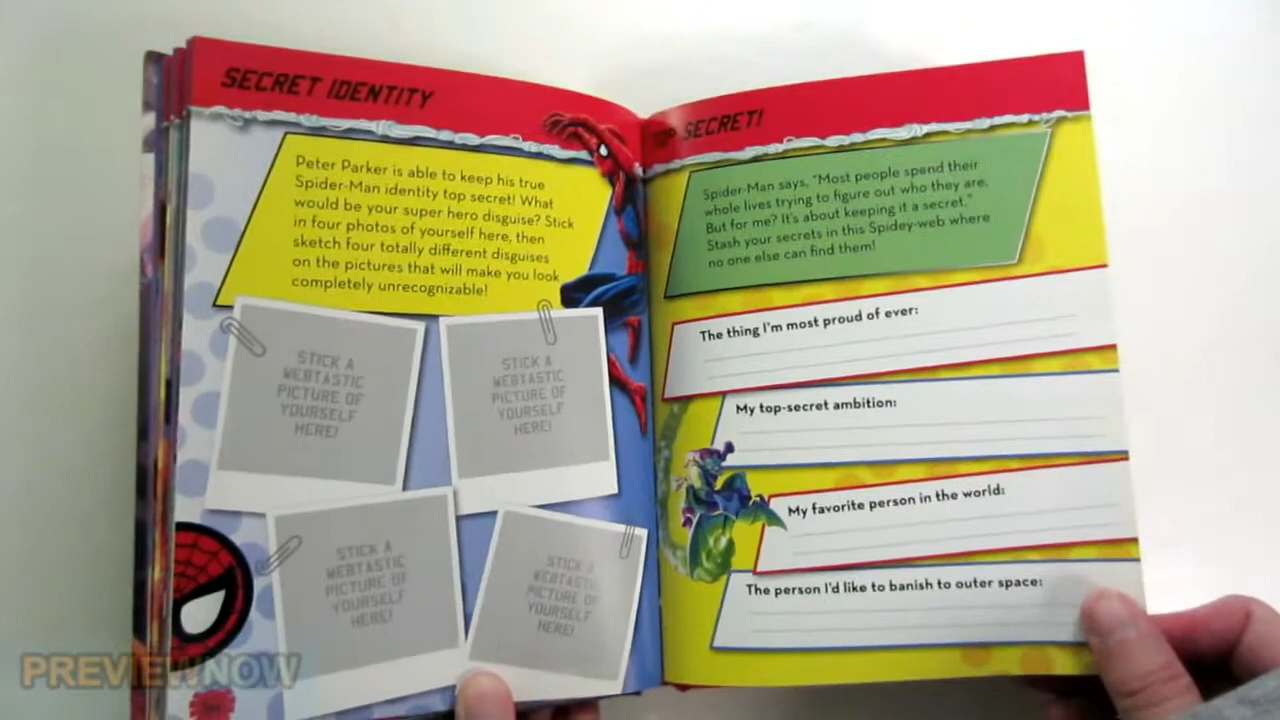 SECRET IDENTITY
Peter Parker is able to keep his true
Spider-Man identity top secret! What
would be your super hero disguise? Stick
in four photos of yourself here, then
sketch four totally different disguises
on the pictures that will make you look
completely unrecognizable!
STICK A
WEBTASTIC
PICTURE OF
YOURSELF
HERE!
STICK A
WEBTASTIC
PICTURE OF
YOURSELF
HERE!
STICK A
WEBTASTIC
PICTURE OF
YOURSELF
HERE!
STICK A
WEBTASTIC
PICTURE OF
YOURSELF
HERE!
SECRET!
Spider-Man says, "Most people spend their
whole lives trying to figure out who they are.
But for me? It's about keeping it a secret."
Stash your secrets in this Spidey-web where
no one else can find them!
The thing I'm most proud of ever:
My top-secret ambition:
My favorite person in the world:
The person I'd like to banish to outer space:
PREVIEWNOW